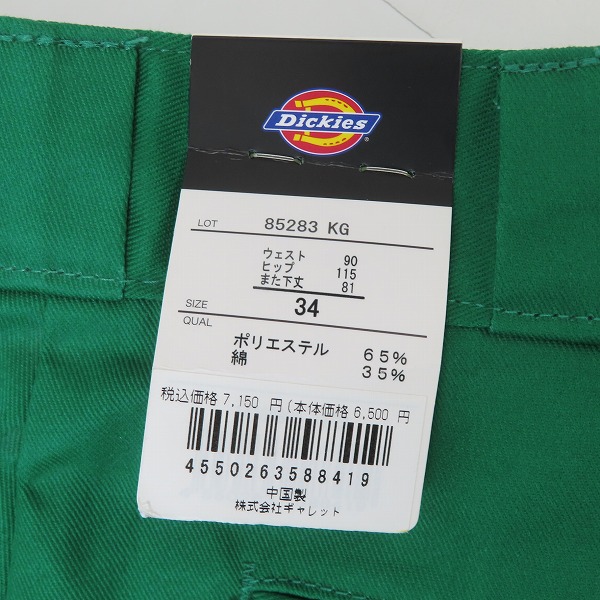 Dickies
LOT 85283 KG
ウェスト 90
ヒップ 115
また下丈 81
SIZE 34
QUAL
ポリエステル 65%
綿 35%
税込価格 7,150 円 (本体価格 6,500 円
4550263588419
中国製
株式会社ギャレット